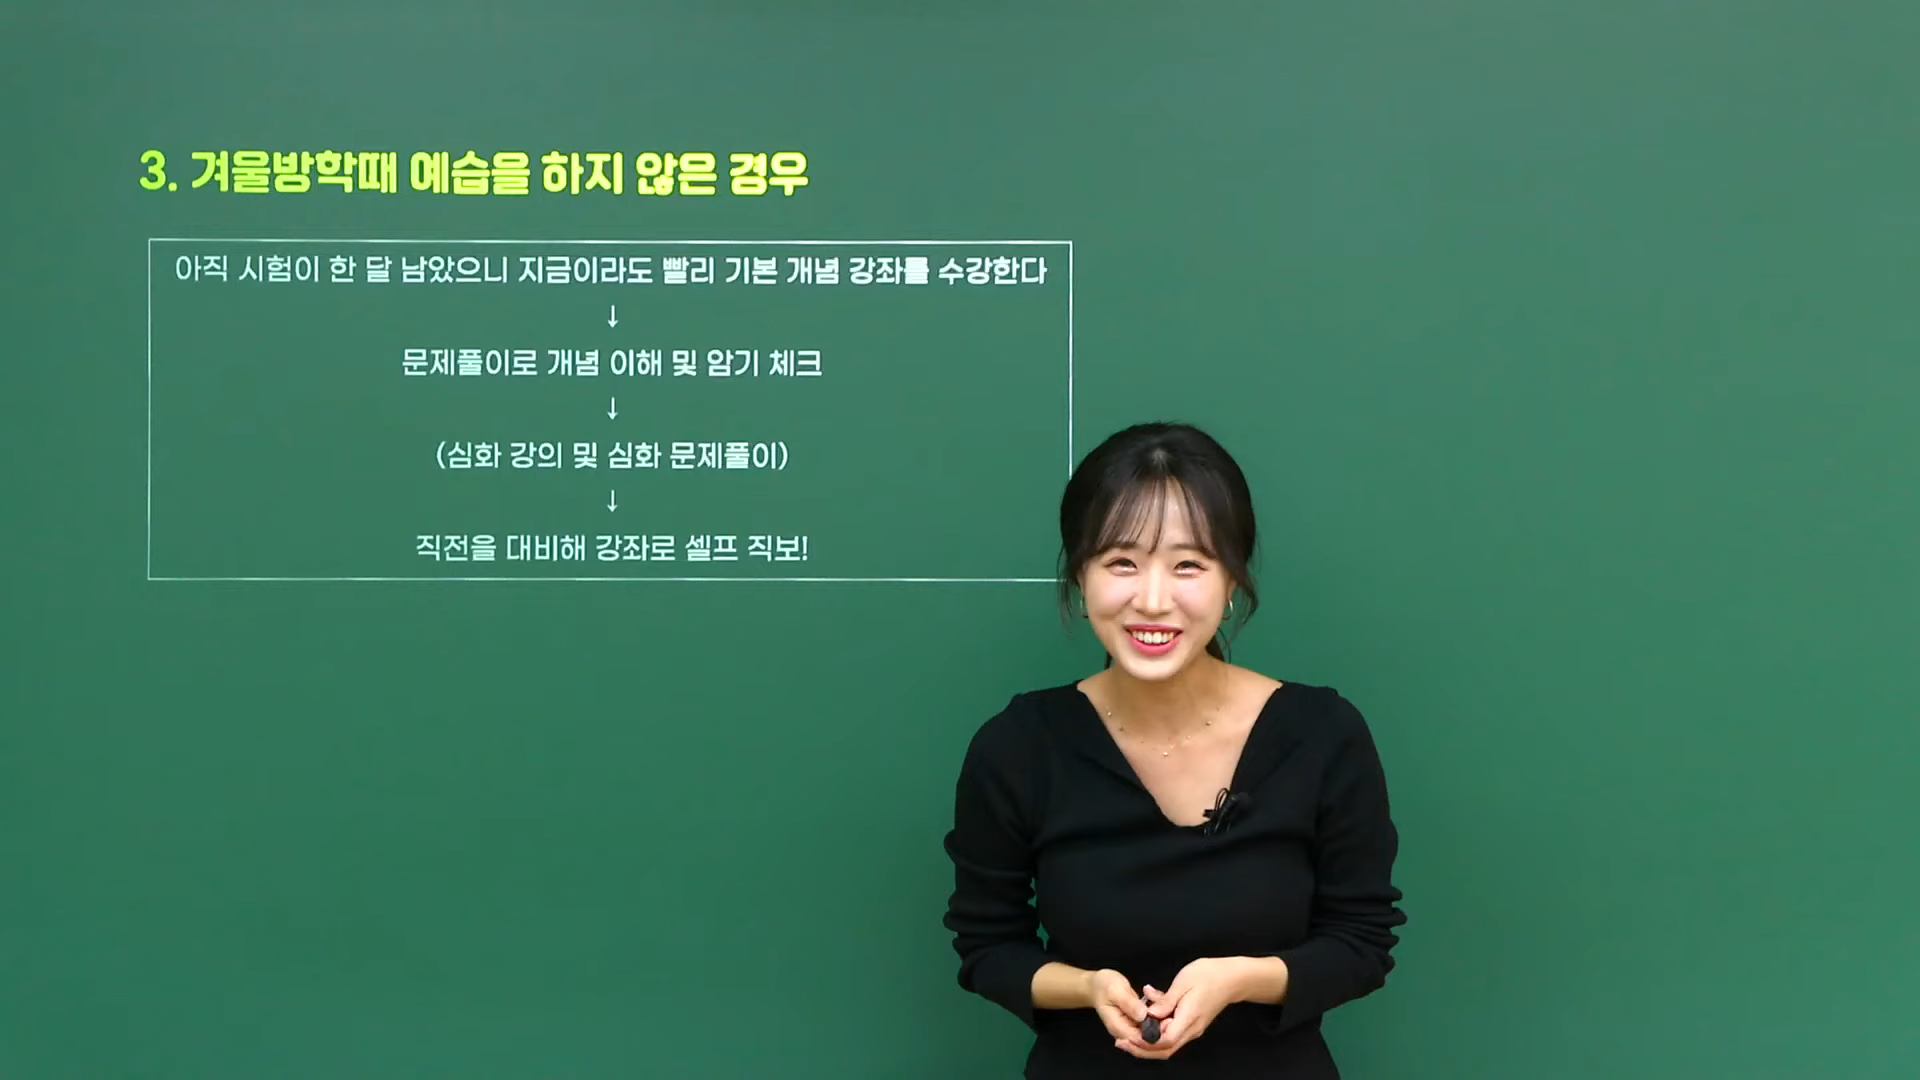 3. 겨울방학때 예습을 하지 않은 경우
아직 시험이 한 달 남았으니 지금이라도 빨리 기본 개념 강좌를 수강한다
↓
문제풀이로 개념 이해 및 암기 체크
↓
(심화 강의 및 심화 문제풀이)
↓
직전을 대비해 강좌로 셀프 직보!